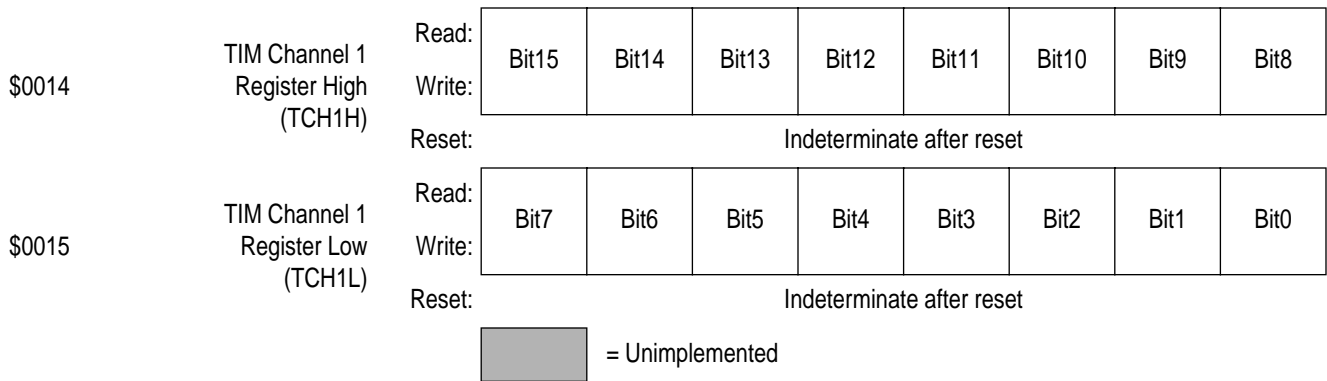 $0014 TIM Channel 1 Register High (TCH1H)
Read: Bit15 Bit14 Bit13 Bit12 Bit11 Bit10 Bit9 Bit8
Write:
Reset: Indeterminate after reset
$0015 TIM Channel 1 Register Low (TCH1L)
Read: Bit7 Bit6 Bit5 Bit4 Bit3 Bit2 Bit1 Bit0
Write:
Reset: Indeterminate after reset
= Unimplemented